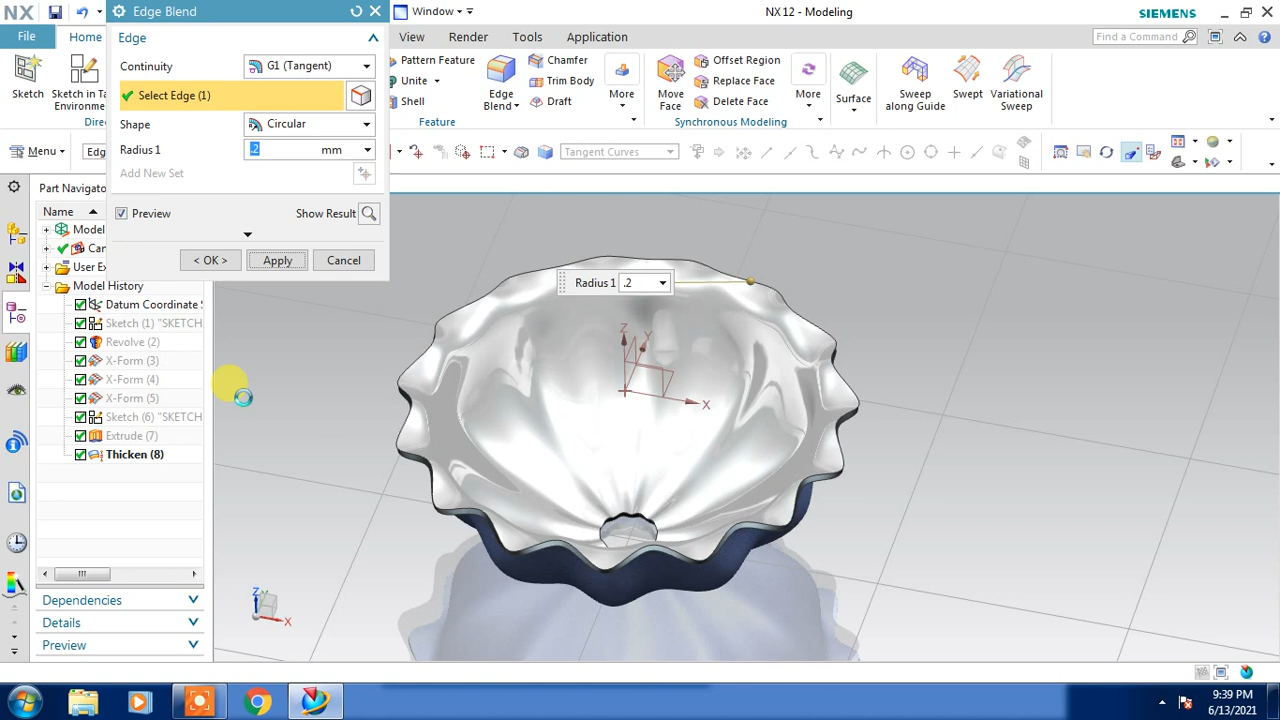 NX
Edge Blend
Window
NX 12 - Modeling
SIEMENS
File
Home
View
Render
Tools
Application
Find a Command
Edge
Continuity
G1 (Tangent)
Select Edge (1)
Shape
Circular
Radius 1
.2
mm
Add New Set
Preview
Show Result
< OK >
Apply
Cancel
Sketch
Sketch in Ta
Environme
Direc
Pattern Feature
Unite
Shell
Edge
Blend
Chamfer
Trim Body
Draft
More
Feature
Move
Face
Offset Region
Replace Face
Delete Face
More
Synchronous Modeling
Surface
Sweep
along Guide
Swept
Variational
Sweep
Menu
Edg
Tangent Curves
Part Navigato
Name
Model
Can
User Ex
Model History
Datum Coordinate S
Sketch (1) "SKETCH
Revolve (2)
X-Form (3)
X-Form (4)
X-Form (5)
Sketch (6) "SKETCH
Extrude (7)
Thicken (8)
Dependencies
Details
Preview
Radius 1 .2
Z
Y
X
Z
X
9:39 PM
6/13/2021